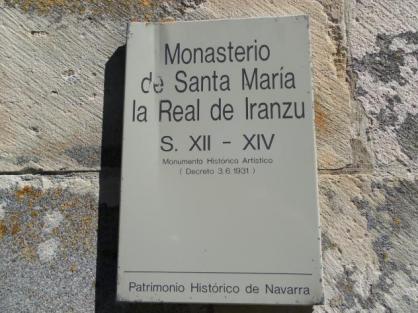 Monasterio
de Santa María
la Real de Iranzu
S. XII - XIV
Monumento Histórico Artístico
( Decreto 3.6.1931 )
Patrimonio Histórico de Navarra